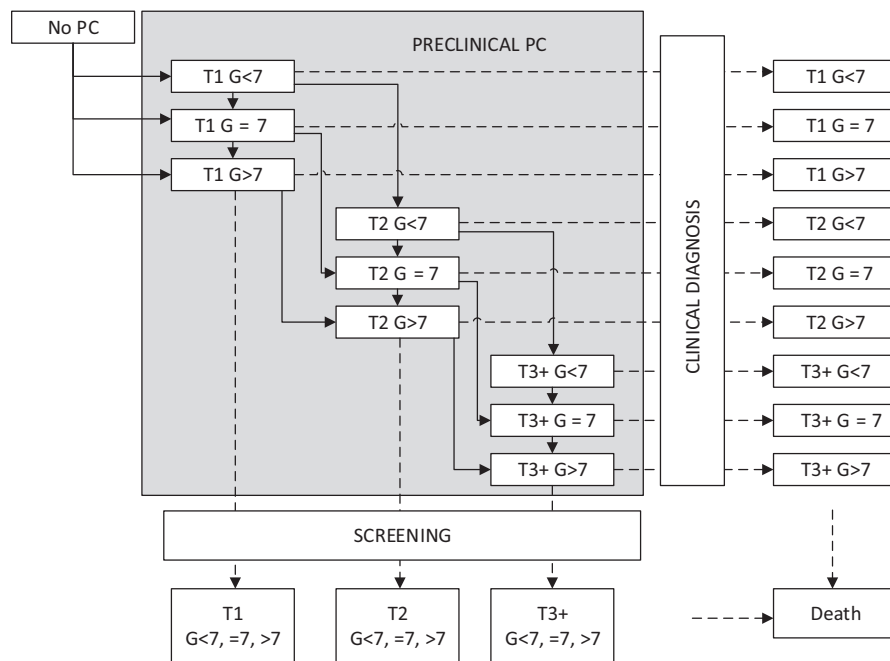 No PC
PRECLINICAL PC
T1 G<7
T1 G<7
T1 G = 7
T1 G = 7
T1 G>7
T1 G>7
T2 G<7
T2 G<7
T2 G = 7
T2 G = 7
T2 G>7
T2 G>7
T3+ G<7
T3+ G<7
T3+ G = 7
T3+ G = 7
T3+ G>7
T3+ G>7
CLINICAL DIAGNOSIS
SCREENING
T1
G<7, =7, >7
T2
G<7, =7, >7
T3+
G<7, =7, >7
Death